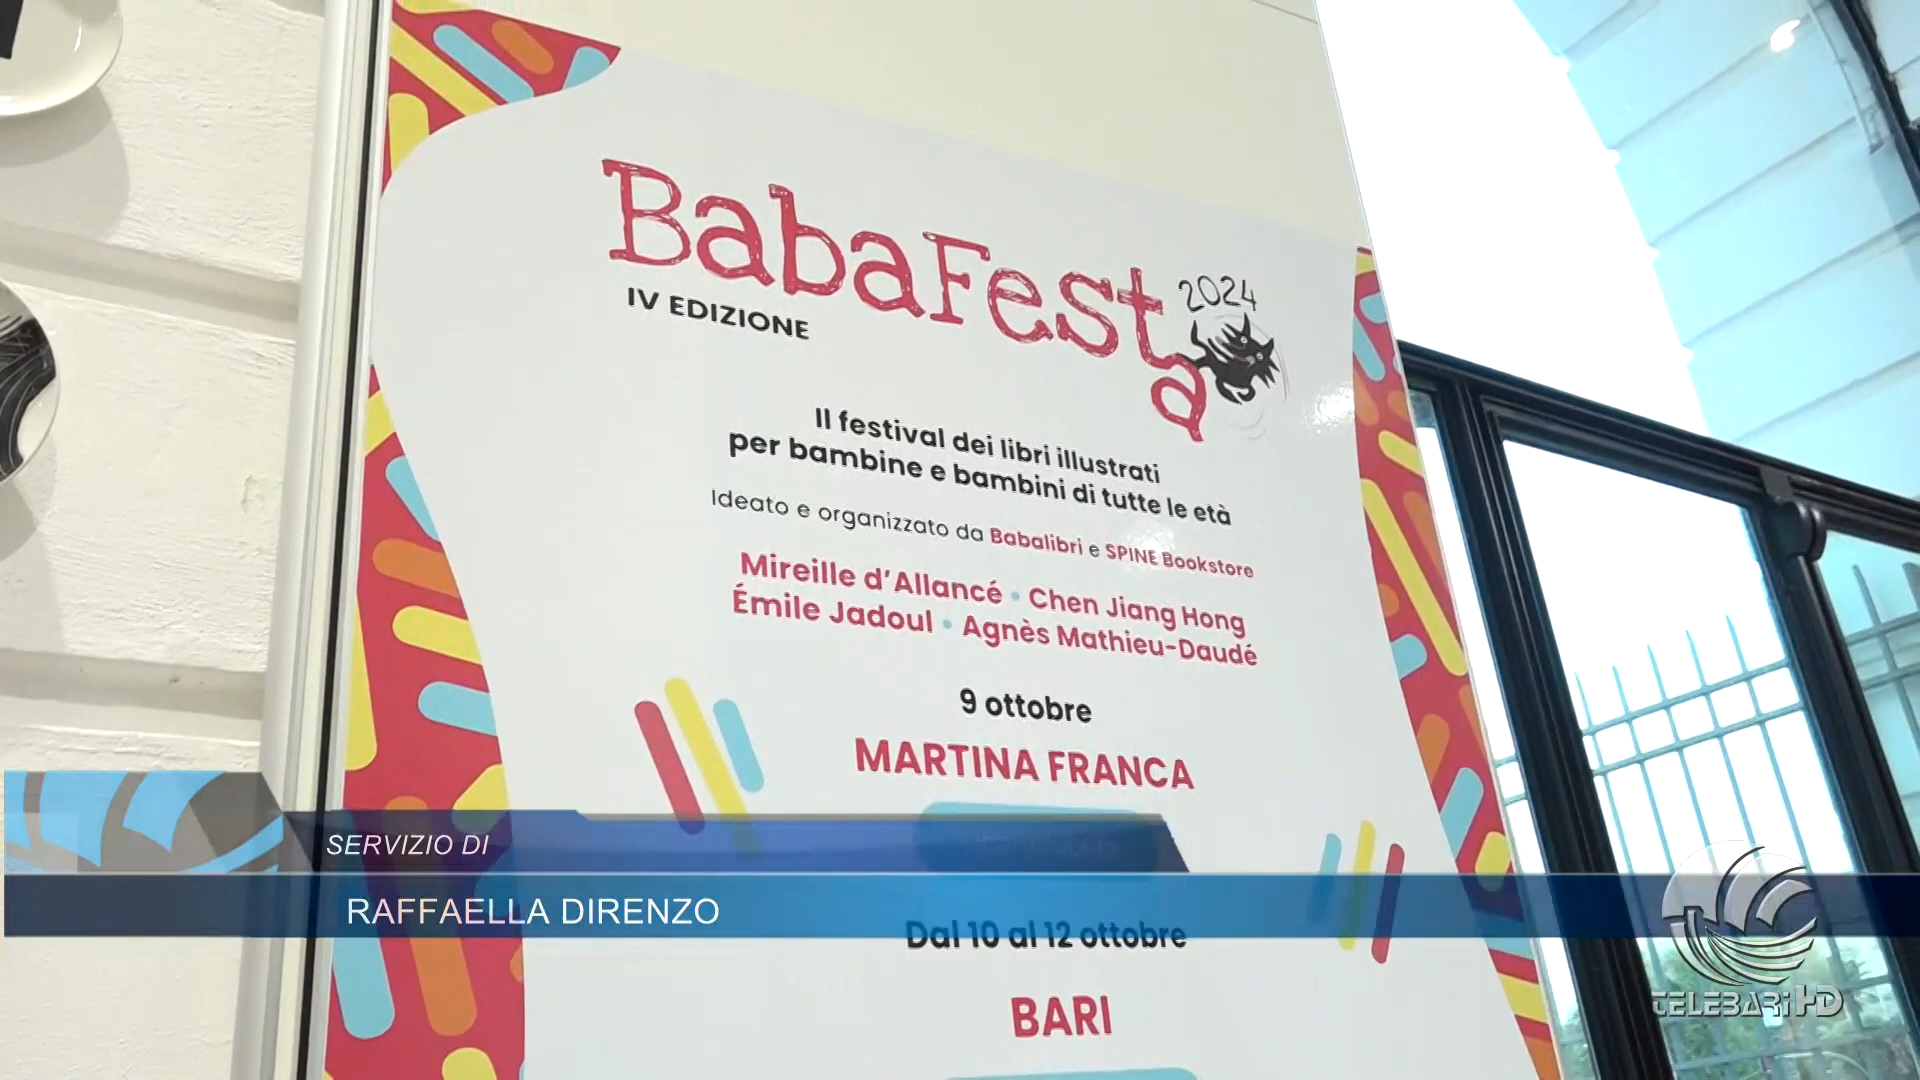 BabaFesta
2024
IV EDIZIONE
Il festival dei libri illustrati
per bambine e bambini di tutte le età
Ideato e organizzato da Babalibri e SPINE Bookstore
Mireille d'Allancé • Chen Jiang Hong
Émile Jadoul • Agnès Mathieu-Daudé
9 ottobre
MARTINA FRANCA
SERVIZIO DI
RAFFAELLA DIRENZO
Dal 10 al 12 ottobre
BARI
TELEBARI HD